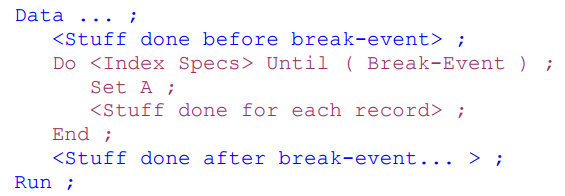 Data ... ;
<Stuff done before break-event> ;
Do <Index Specs> Until ( Break-Event ) ;
Set A ;
<Stuff done for each record> ;
End ;
<Stuff done after break-event... > ;
Run ;